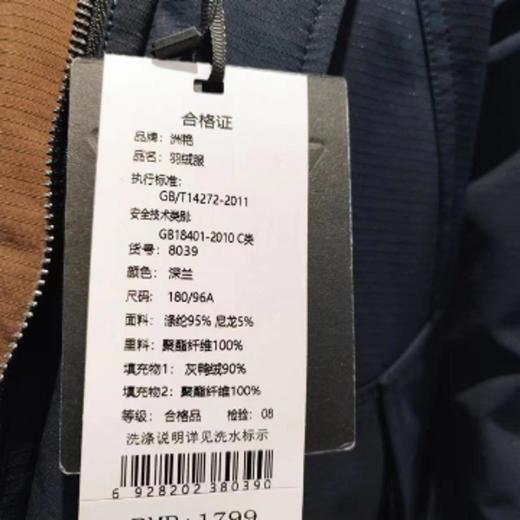 合格证
品牌: 洲艳
品名: 羽绒服
执行标准:
GB/T14272-2011
安全技术类别:
GB18401-2010 C类
货号: 8039
颜色: 深兰
尺码: 180/96A
面料: 涤纶95% 尼龙5%
里料: 聚酯纤维100%
填充物1: 灰鸭绒90%
填充物2: 聚酯纤维100%
等级: 合格品 检验: 08
洗涤说明详见洗水标示
6 928202 380390
RMB: 1799